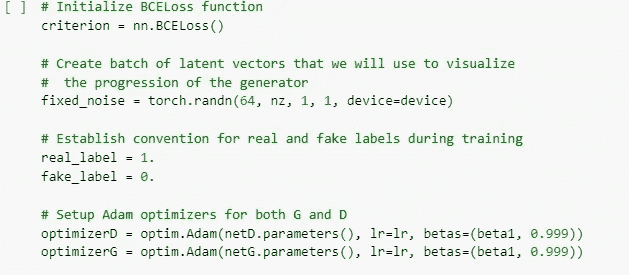 [ ] # Initialize BCELoss function
criterion = nn.BCELoss()
# Create batch of latent vectors that we will use to visualize
#  the progression of the generator
fixed_noise = torch.randn(64, nz, 1, 1, device=device)
# Establish convention for real and fake labels during training
real_label = 1.
fake_label = 0.
# Setup Adam optimizers for both G and D
optimizerD = optim.Adam(netD.parameters(), lr=lr, betas=(beta1, 0.999))
optimizerG = optim.Adam(netG.parameters(), lr=lr, betas=(beta1, 0.999))